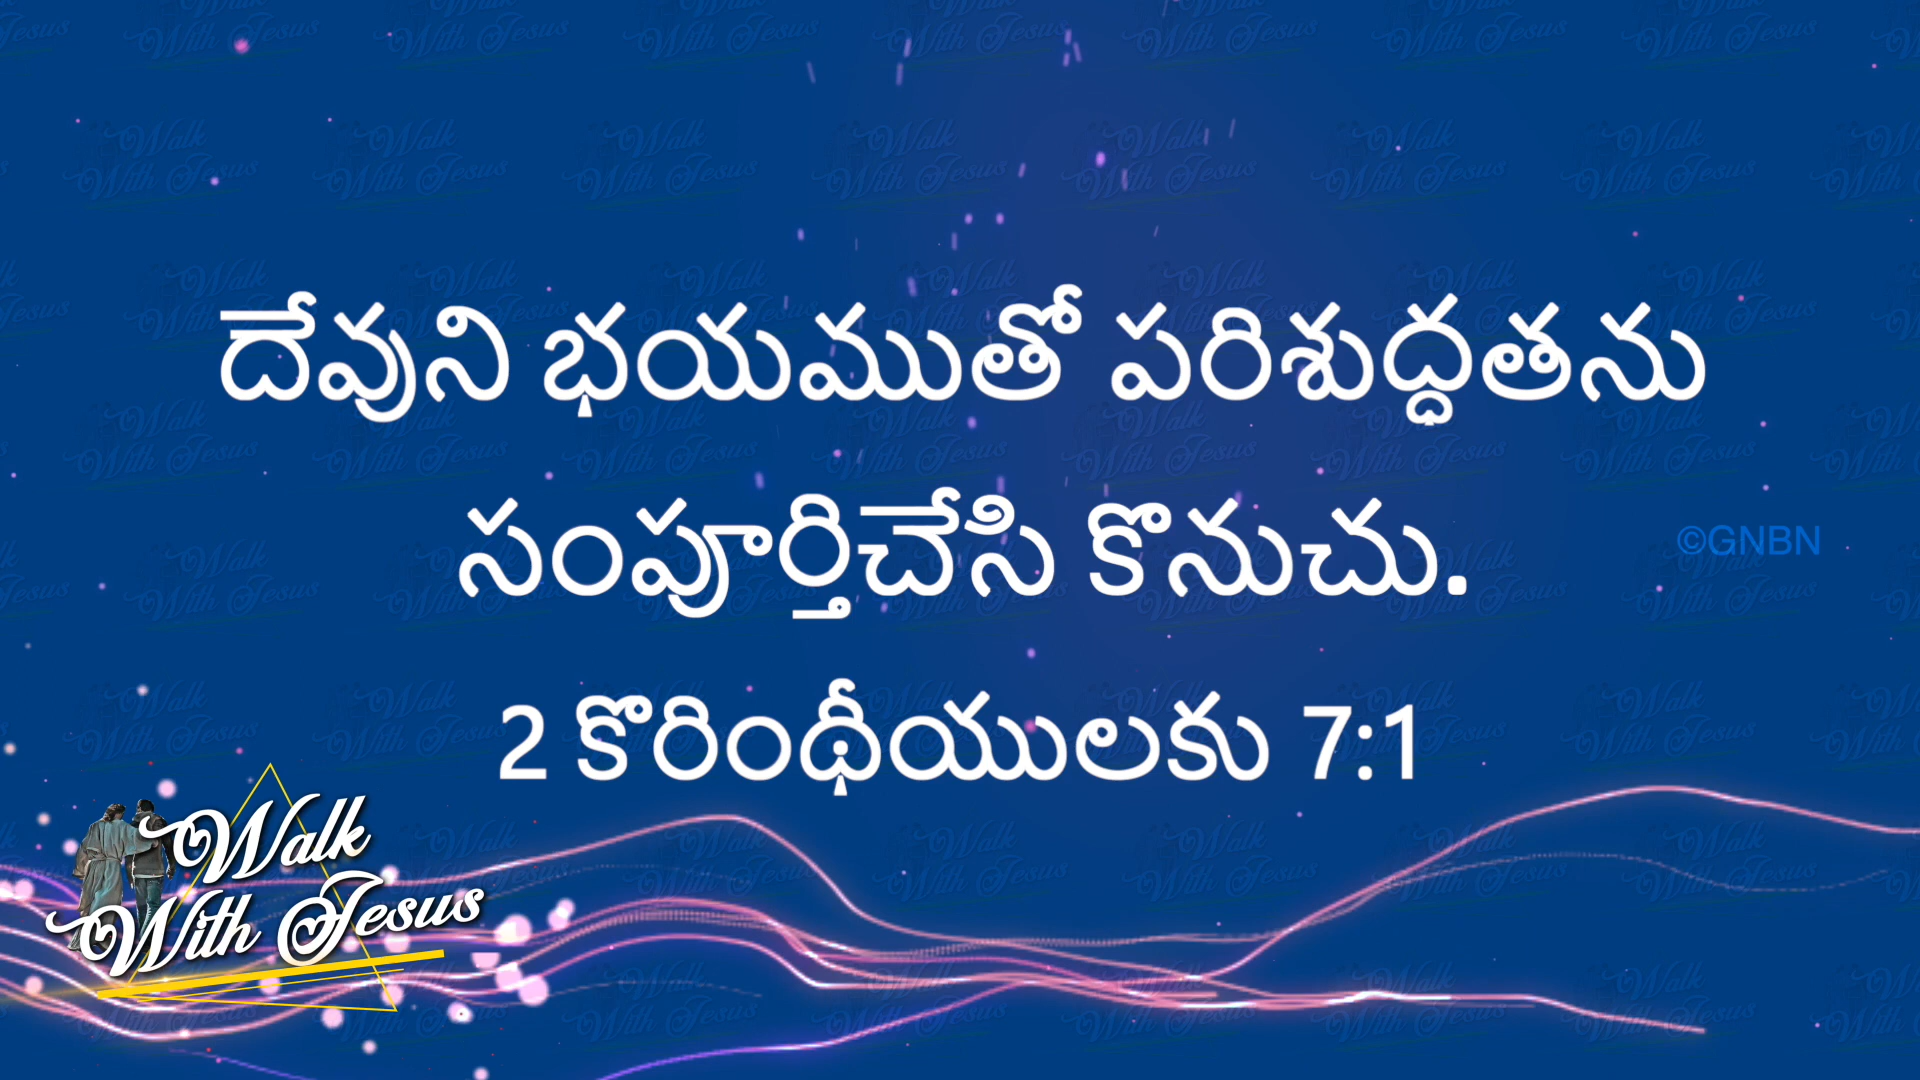 దేవుని భయముతో పరిశుద్ధతను
సంపూర్తిచేసి కొనుచు.
©GNBN
2 కొరింథీయులకు 7:1
Walk
With Jesus